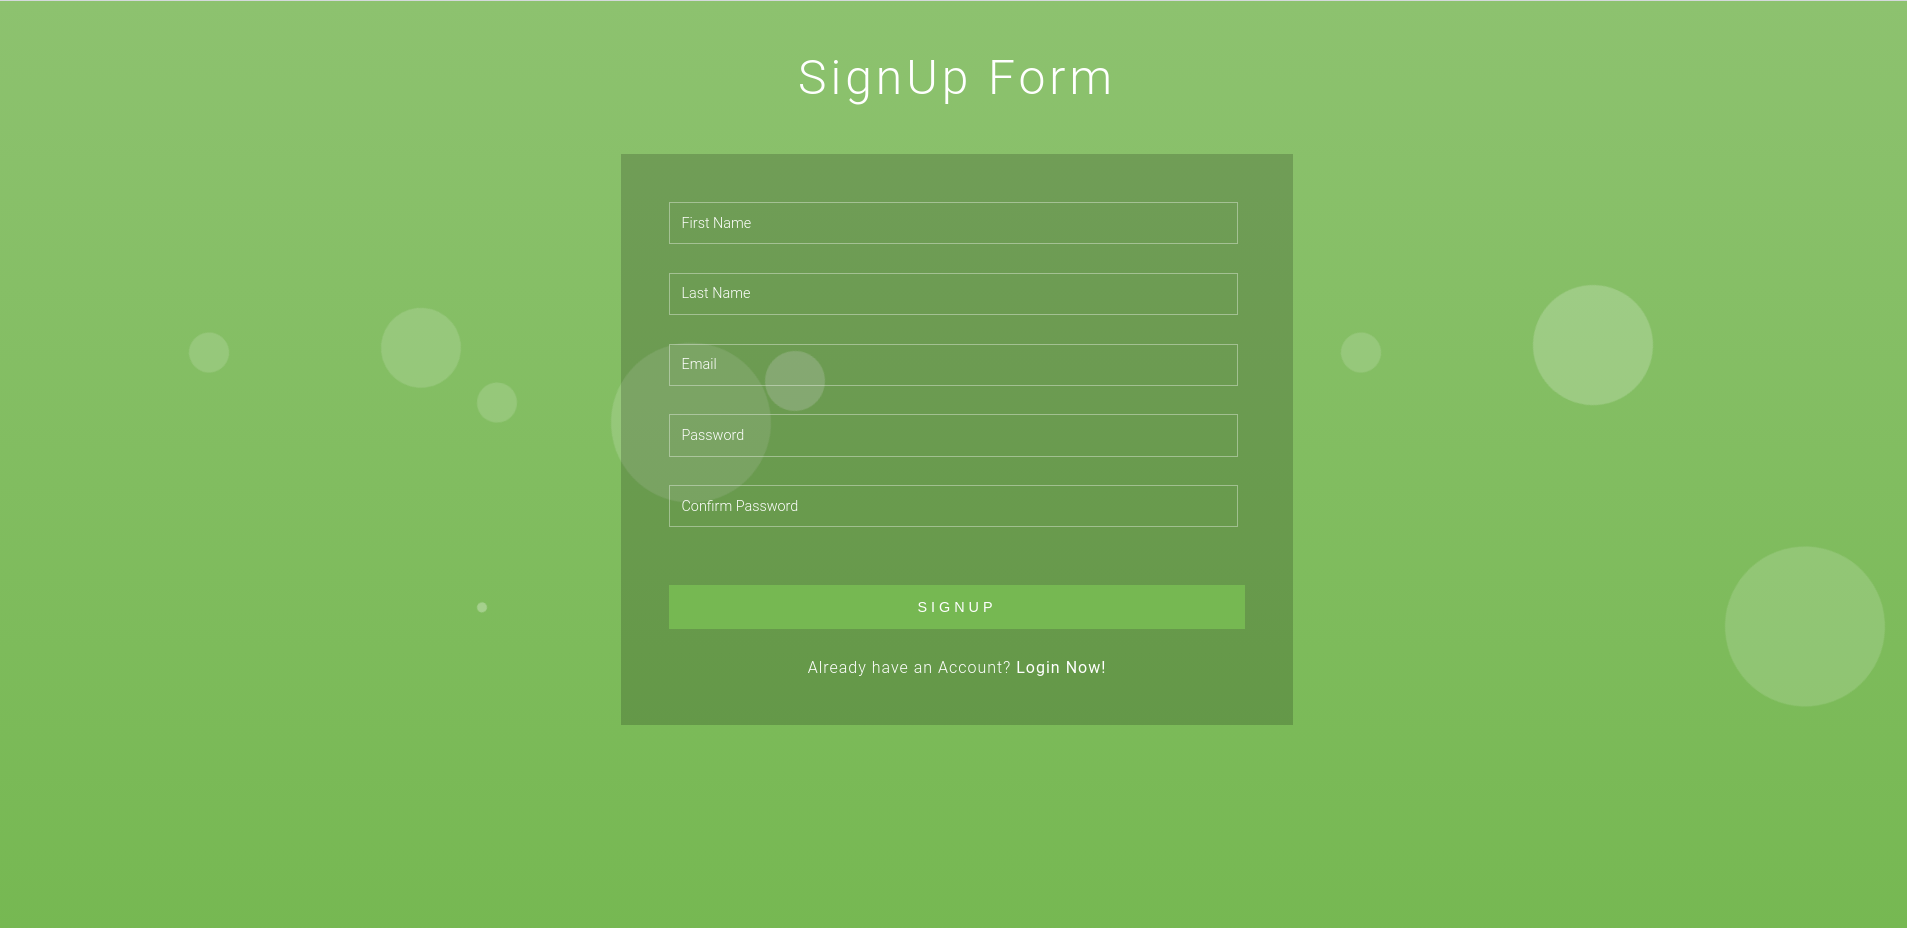 SignUp Form
First Name
Last Name
Email
Password
Confirm Password
SIGNUP
Already have an Account? Login Now!